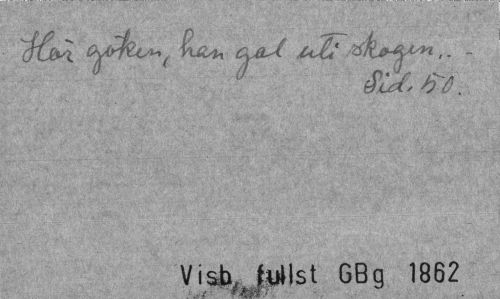 Hör göken, han gal uti skogen... -
Sid. 50.
Visb fullst GBg 1862